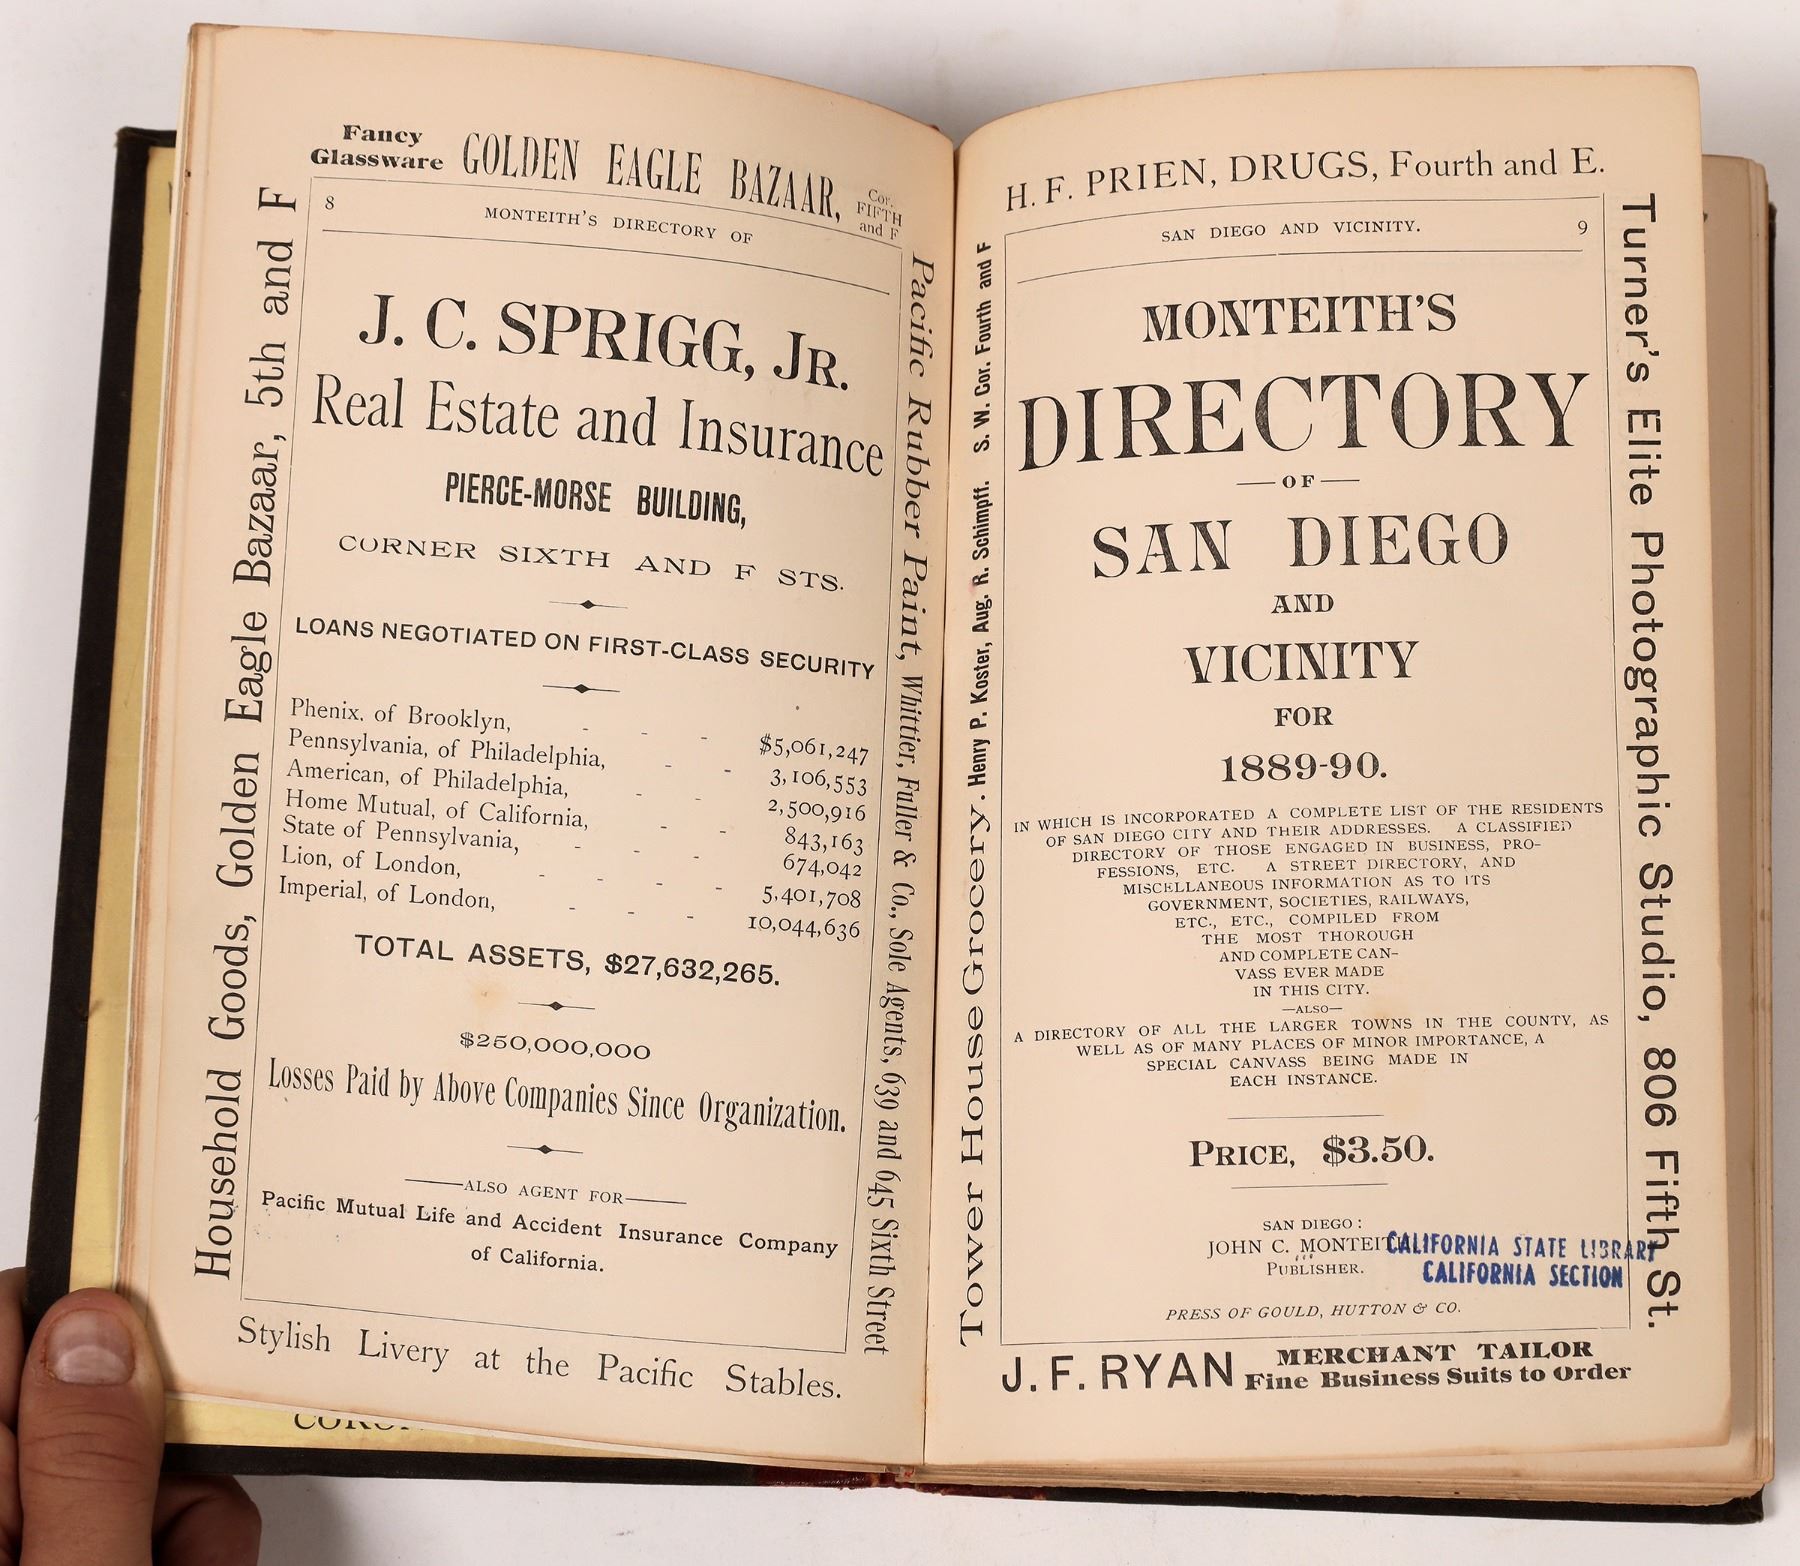 Fancy
Glassware GOLDEN EAGLE BAZAAR, Cor. FIFTH and F
8 MONTEITH'S DIRECTORY OF
Household Goods, Golden Eagle Bazaar, 5th and F
J. C. SPRIGG, JR.
Real Estate and Insurance
PIERCE-MORSE BUILDING,
CORNER SIXTH AND F STS.
LOANS NEGOTIATED ON FIRST-CLASS SECURITY
Phenix, of Brooklyn, - - - $5,061,247
Pennsylvania, of Philadelphia, - - 3,106,553
American, of Philadelphia, - - 2,500,916
Home Mutual, of California, - - 843,163
State of Pennsylvania, - - - 674,042
Lion, of London, - - - - 5,401,708
Imperial, of London, - - - 10,044,636
TOTAL ASSETS, $27,632,265.
$250,000,000
Losses Paid by Above Companies Since Organization.
—ALSO AGENT FOR—
Pacific Mutual Life and Accident Insurance Company
of California.
Pacific Rubber Paint, Whittier, Fuller & Co., Sole Agents, 639 and 645 Sixth Street
Stylish Livery at the Pacific Stables.
H. F. PRIEN, DRUGS, Fourth and E.
SAN DIEGO AND VICINITY. 9
Tower House Grocery. Henry P. Koster, Aug. R. Schimpff. S. W. Cor. Fourth and F
MONTEITH'S
DIRECTORY
—OF—
SAN DIEGO
AND
VICINITY
FOR
1889-90.
IN WHICH IS INCORPORATED A COMPLETE LIST OF THE RESIDENTS
OF SAN DIEGO CITY AND THEIR ADDRESSES. A CLASSIFIED
DIRECTORY OF THOSE ENGAGED IN BUSINESS, PRO-
FESSIONS, ETC. A STREET DIRECTORY, AND
MISCELLANEOUS INFORMATION AS TO ITS
GOVERNMENT, SOCIETIES, RAILWAYS,
ETC., ETC., COMPILED FROM
THE MOST THOROUGH
AND COMPLETE CAN-
VASS EVER MADE
IN THIS CITY.
—ALSO—
A DIRECTORY OF ALL THE LARGER TOWNS IN THE COUNTY, AS
WELL AS OF MANY PLACES OF MINOR IMPORTANCE, A
SPECIAL CANVASS BEING MADE IN
EACH INSTANCE.
PRICE, $3.50.
SAN DIEGO:
JOHN C. MONTEITH
PUBLISHER.
CALIFORNIA STATE LIBRARY
CALIFORNIA SECTION
PRESS OF GOULD, HUTTON & CO.
Turner's Elite Photographic Studio, 806 Fifth St.
J. F. RYAN MERCHANT TAILOR
Fine Business Suits to Order